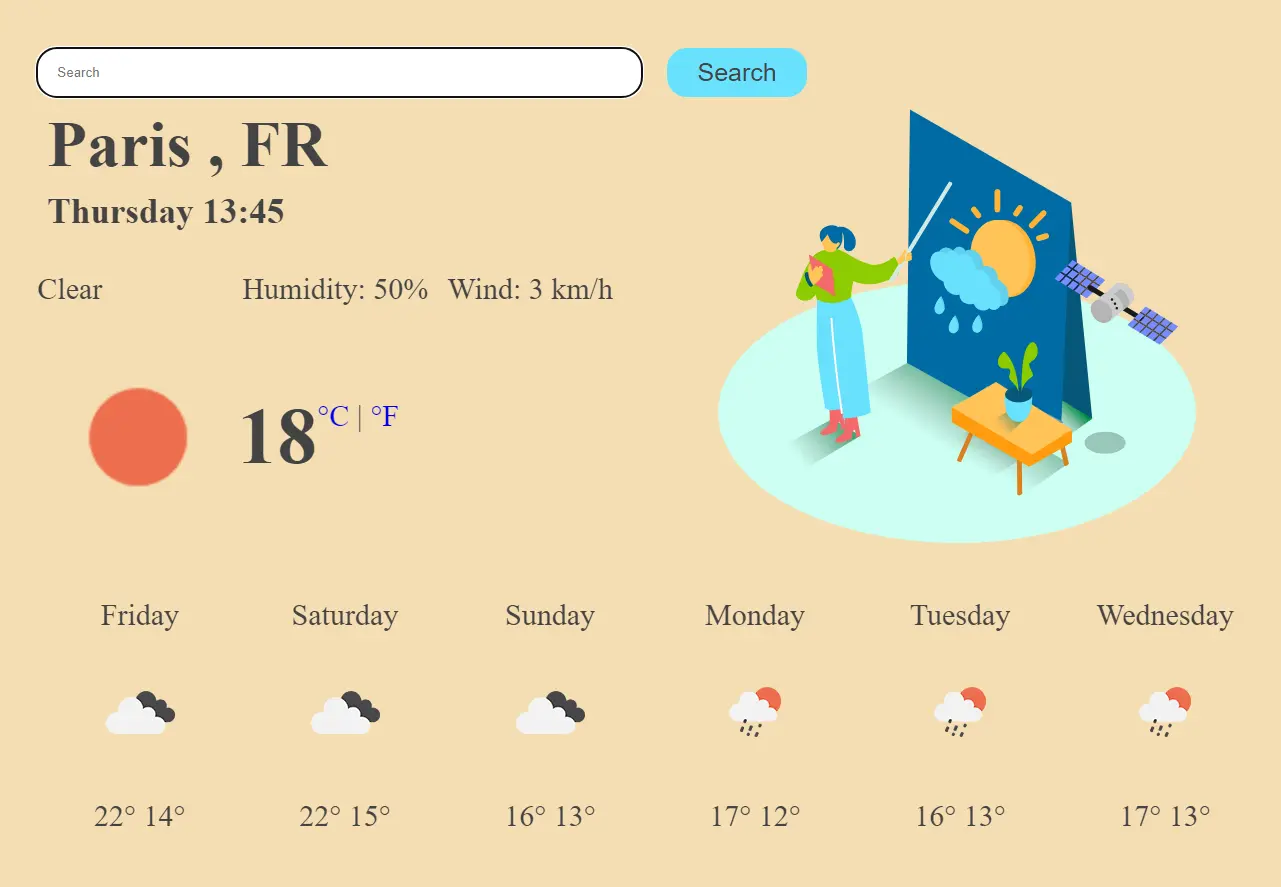 Search Search
Paris , FR
Thursday 13:45
Clear Humidity: 50% Wind: 3 km/h
18°C | °F
Friday Saturday Sunday Monday Tuesday Wednesday
22° 14° 22° 15° 16° 13° 17° 12° 16° 13° 17° 13°